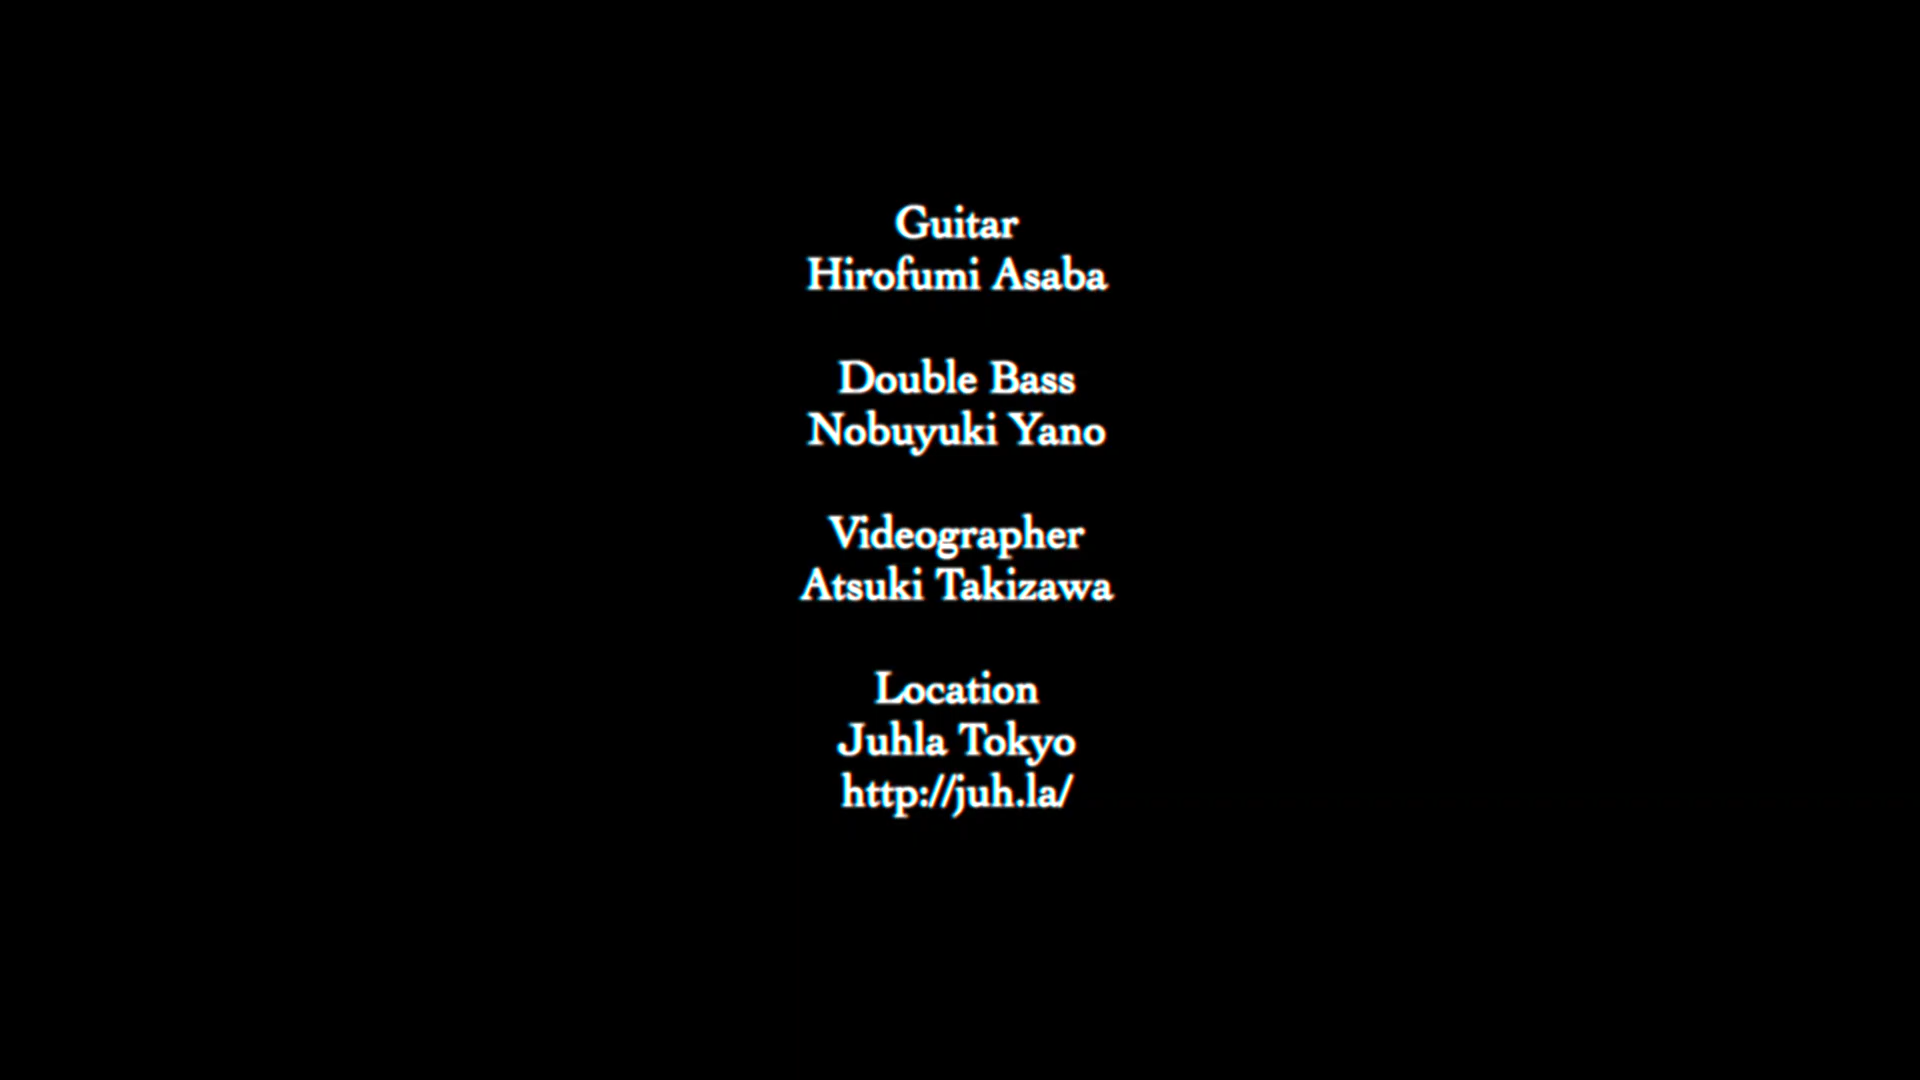 Guitar
Hirofumi Asaba
Double Bass
Nobuyuki Yano
Videographer
Atsuki Takizawa
Location
Juhla Tokyo
http://juh.la/